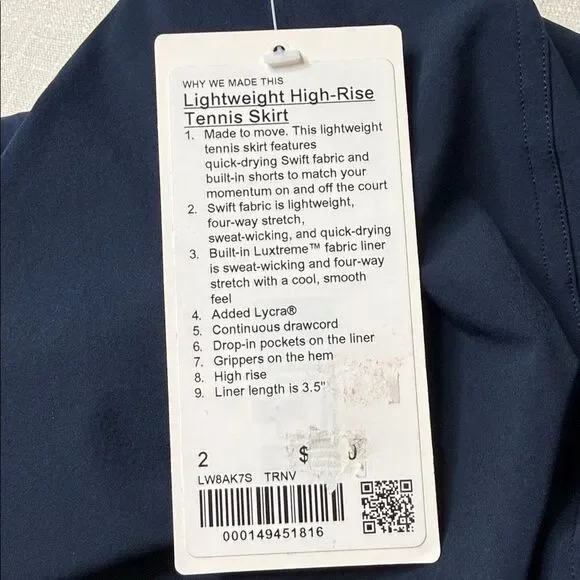 WHY WE MADE THIS
Lightweight High-Rise
Tennis Skirt
1. Made to move. This lightweight
tennis skirt features
quick-drying Swift fabric and
built-in shorts to match your
momentum on and off the court
2. Swift fabric is lightweight,
four-way stretch,
sweat-wicking, and quick-drying
3. Built-in Luxtreme™ fabric liner
is sweat-wicking and four-way
stretch with a cool, smooth
feel
4. Added Lycra®
5. Continuous drawcord
6. Drop-in pockets on the liner
7. Grippers on the hem
8. High rise
9. Liner length is 3.5"
2 $ 0
LW8AK7S TRNV
000149451816